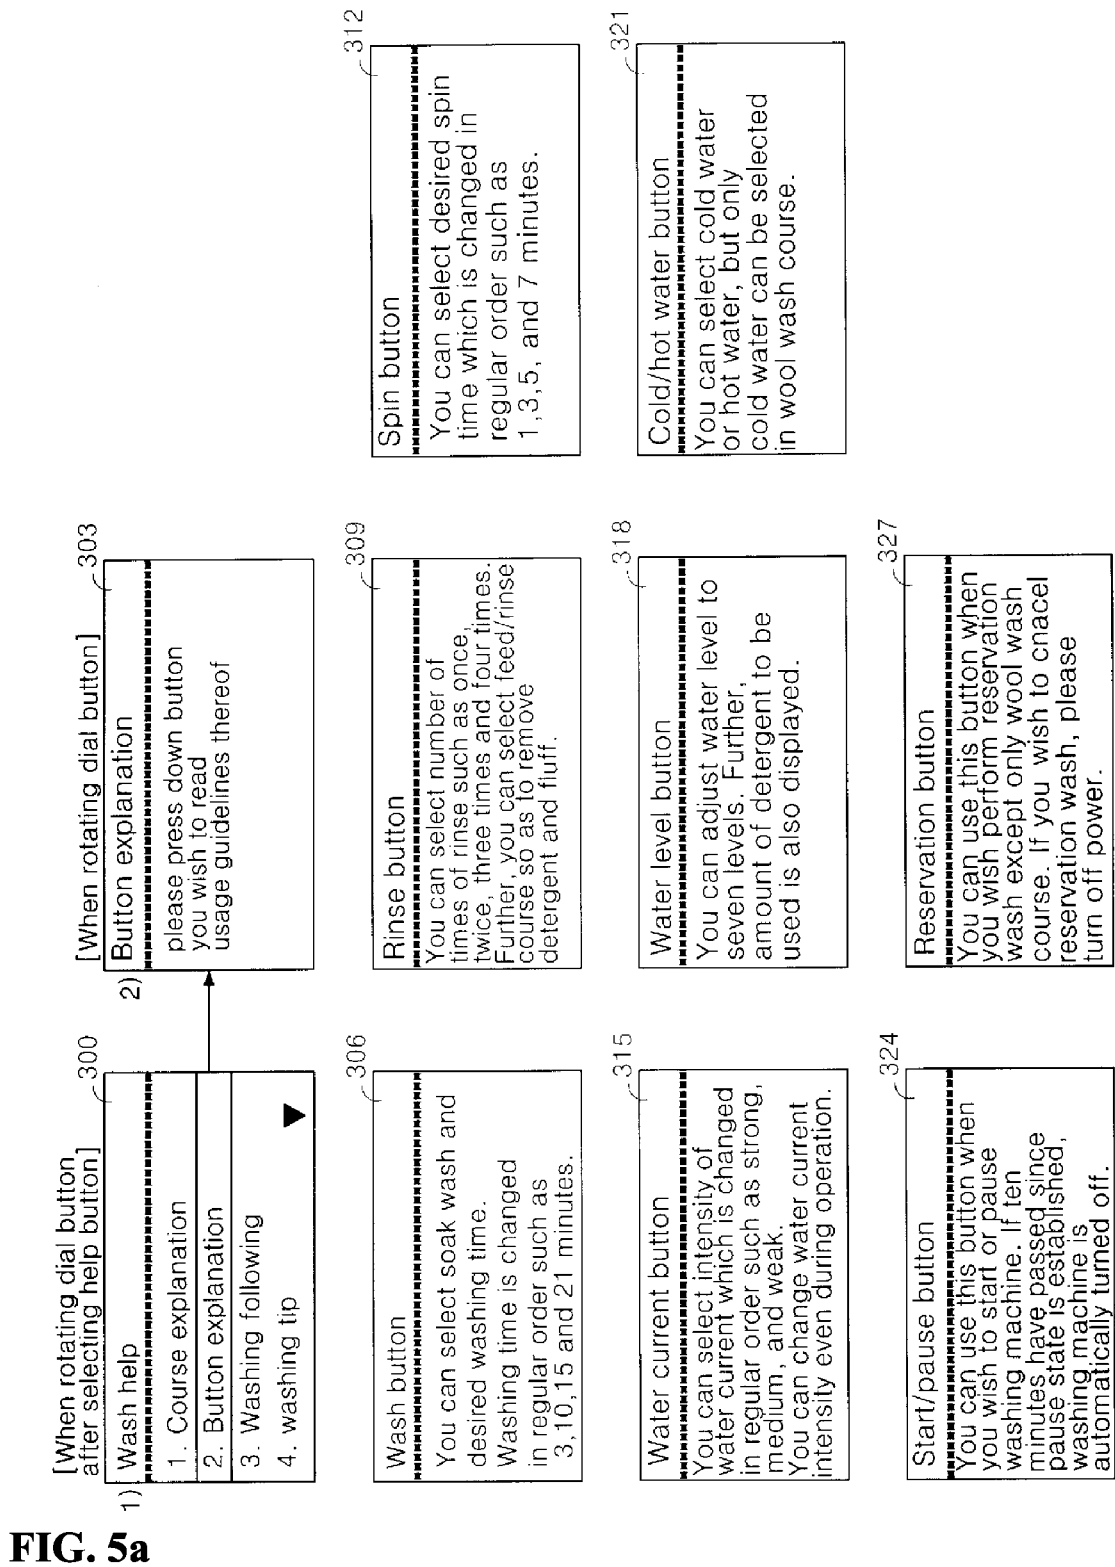 [When rotating dial button
after selecting help button]
1)
300
Wash help
1. Course explanation
2. Button explanation
3. Washing following
4. washing tip
[When rotating dial button]
2)
303
Button explanation
please press down button
you wish to read
usage guidelines thereof
306
Wash button
You can select soak wash and
desired washing time.
Washing time is changed
in regular order such as
3,10,15 and 21 minutes.
309
Rinse button
You can select number of
times of rinse such as once,
twice, three times and four times.
Further, you can select feed/rinse
course so as to remove
detergent and fluff.
312
Spin button
You can select desired spin
time which is changed in
regular order such as
1,3,5, and 7 minutes.
315
Water current button
You can select intensity of
water current which is changed
in regular order such as strong,
medium, and weak.
You can change water current
intensity even during operation.
318
Water level button
You can adjust water level to
seven levels. Further,
amount of detergent to be
used is also displayed.
321
Cold/hot water button
You can select cold water
or hot water, but only
cold water can be selected
in wool wash course.
324
Start/pause button
You can use this button when
you wish to start or pause
washing machine. If ten
minutes have passed since
pause state is established,
washing machine is
automatically turned off.
327
Reservation button
You can use this button when
you wish perform reservation
wash except only wool wash
course. If you wish to cnacel
reservation wash, please
turn off power.
FIG. 5a